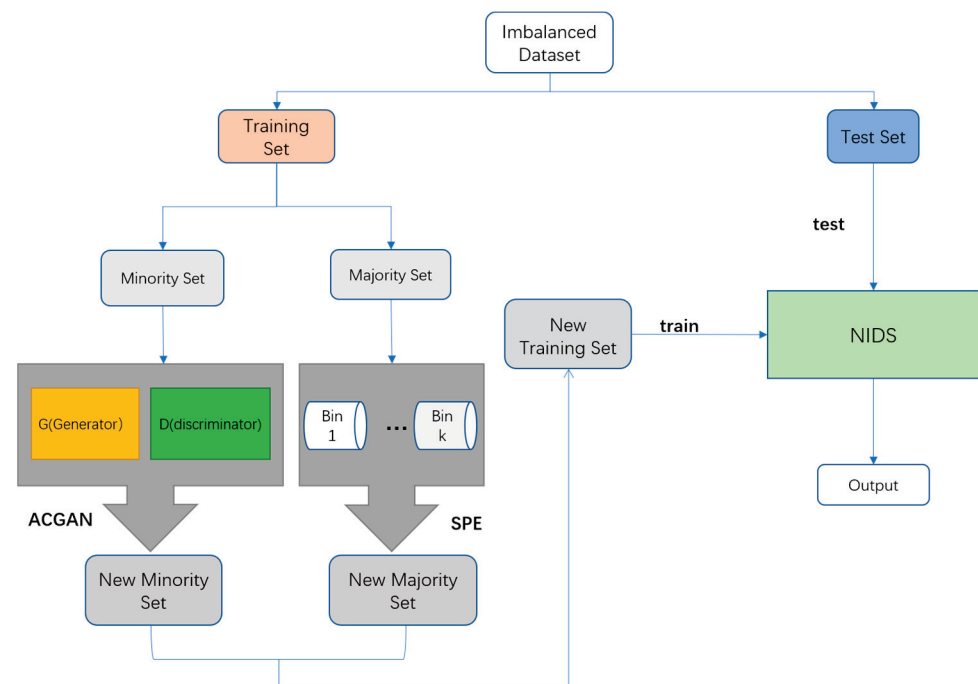 Imbalanced
Dataset
Training
Set
Test Set
test
Minority Set
Majority Set
New
Training Set
train
NIDS
G(Generator)
D(discriminator)
Bin
1
...
Bin
k
Output
ACGAN
SPE
New Minority
Set
New Majority
Set